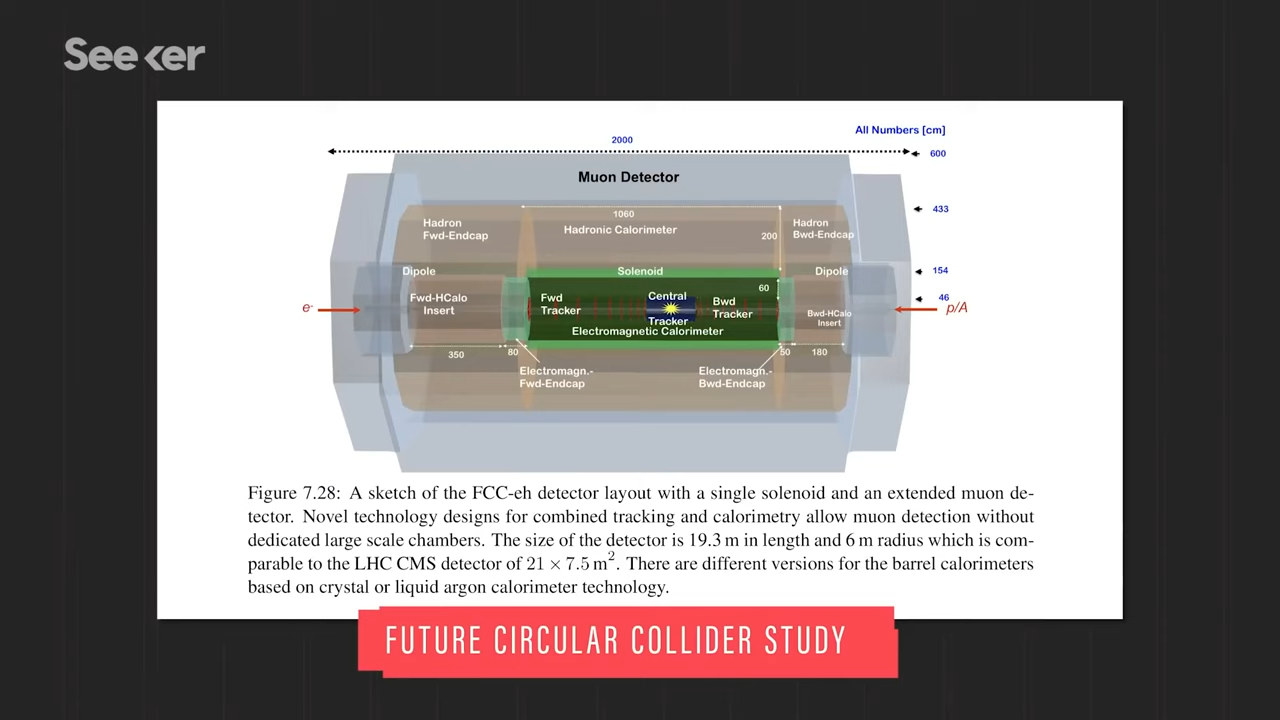 Seeker
All Numbers [cm]
2000
600
Muon Detector
433
1060
Hadron
Fwd-Endcap
Hadronic Calorimeter
200
Hadron
Bwd-Endcap
Dipole
Solenoid
Dipole
154
60
Fwd-HCalo
Insert
Fwd
Tracker
Central
Tracker
Bwd
Tracker
Bwd-HCalo
Insert
46
e-
p/A
Electromagnetic Calorimeter
350
80
50
180
Electromagn.-
Fwd-Endcap
Electromagn.-
Bwd-Endcap
Figure 7.28: A sketch of the FCC-eh detector layout with a single solenoid and an extended muon de-
tector. Novel technology designs for combined tracking and calorimetry allow muon detection without
dedicated large scale chambers. The size of the detector is 19.3 m in length and 6 m radius which is com-
parable to the LHC CMS detector of 21 × 7.5 m². There are different versions for the barrel calorimeters
based on crystal or liquid argon calorimeter technology.
FUTURE CIRCULAR COLLIDER STUDY